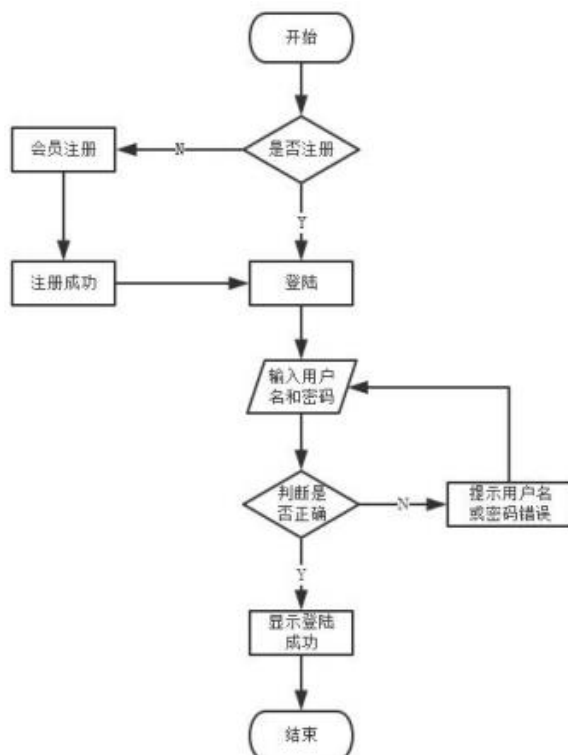 开始
会员注册
N
是否注册
Y
注册成功
登陆
输入用户
名和密码
判断是
否正确
N
提示用户名
或密码错误
Y
显示登陆
成功
结束